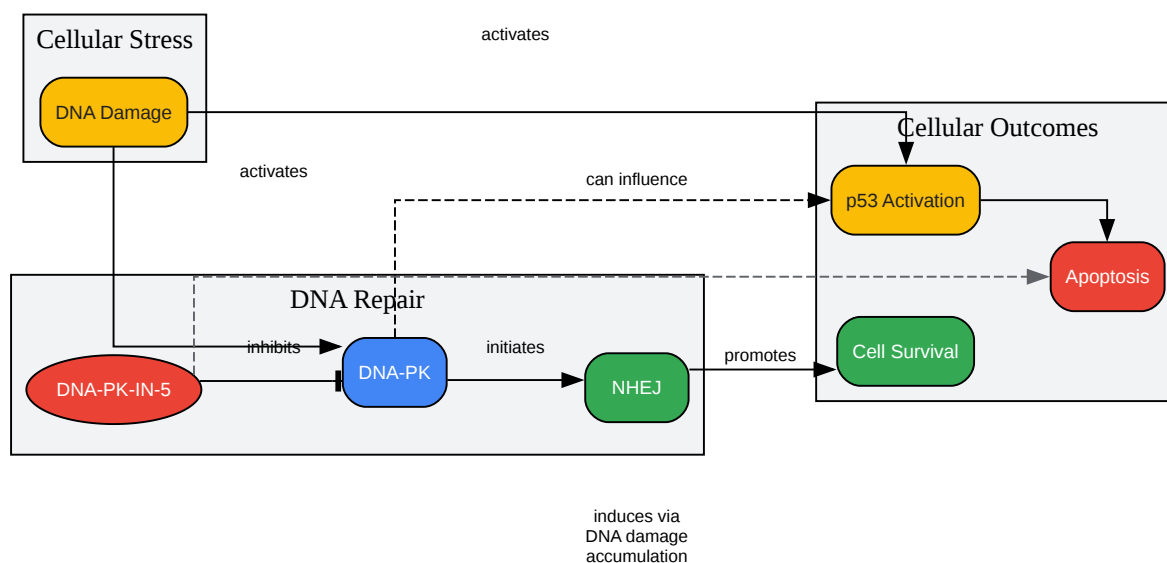 activates
Cellular Stress
DNA Damage
Cellular Outcomes
activates
can influence
p53 Activation
Apoptosis
DNA Repair
inhibits
initiates
promotes
Cell Survival
DNA-PK-IN-5
DNA-PK
NHEJ
induces via
DNA damage
accumulation